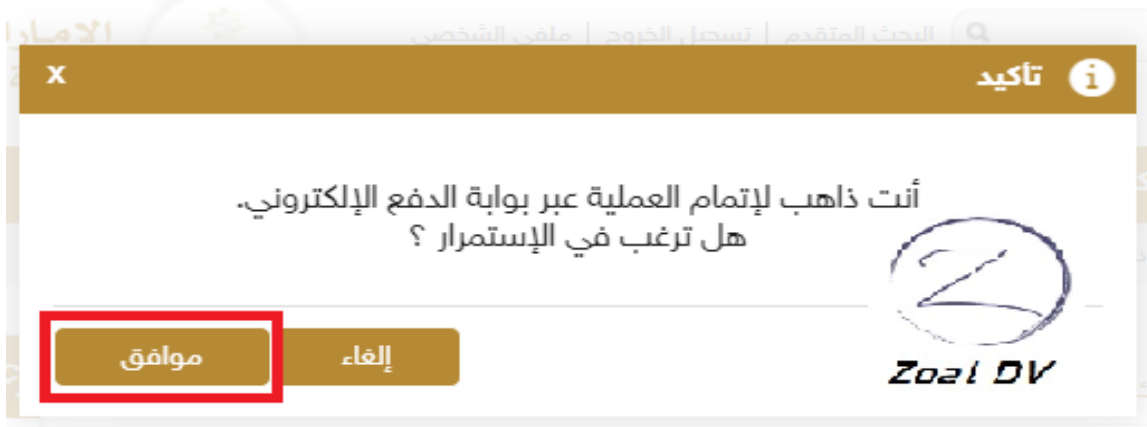 البحث المتقدم | تسجيل الخروج | ملفي الشخصي
تأكيد
x
أنت ذاهب لإتمام العملية عبر بوابة الدفع الإلكتروني.
هل ترغب في الإستمرار ؟
إلغاء
موافق
Zoal DV